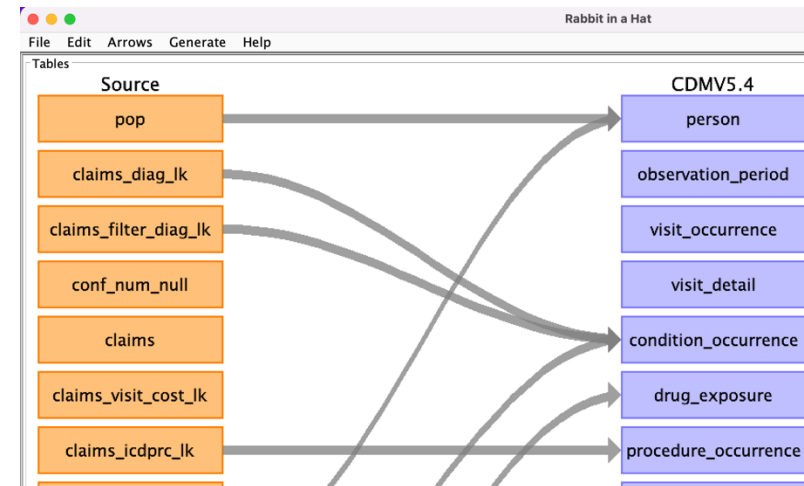 Rabbit in a Hat
File Edit Arrows Generate Help
Tables
Source CDMV5.4
pop person
claims_diag_lk observation_period
claims_filter_diag_lk visit_occurrence
conf_num_null visit_detail
claims condition_occurrence
claims_visit_cost_lk drug_exposure
claims_icdprc_lk procedure_occurrence